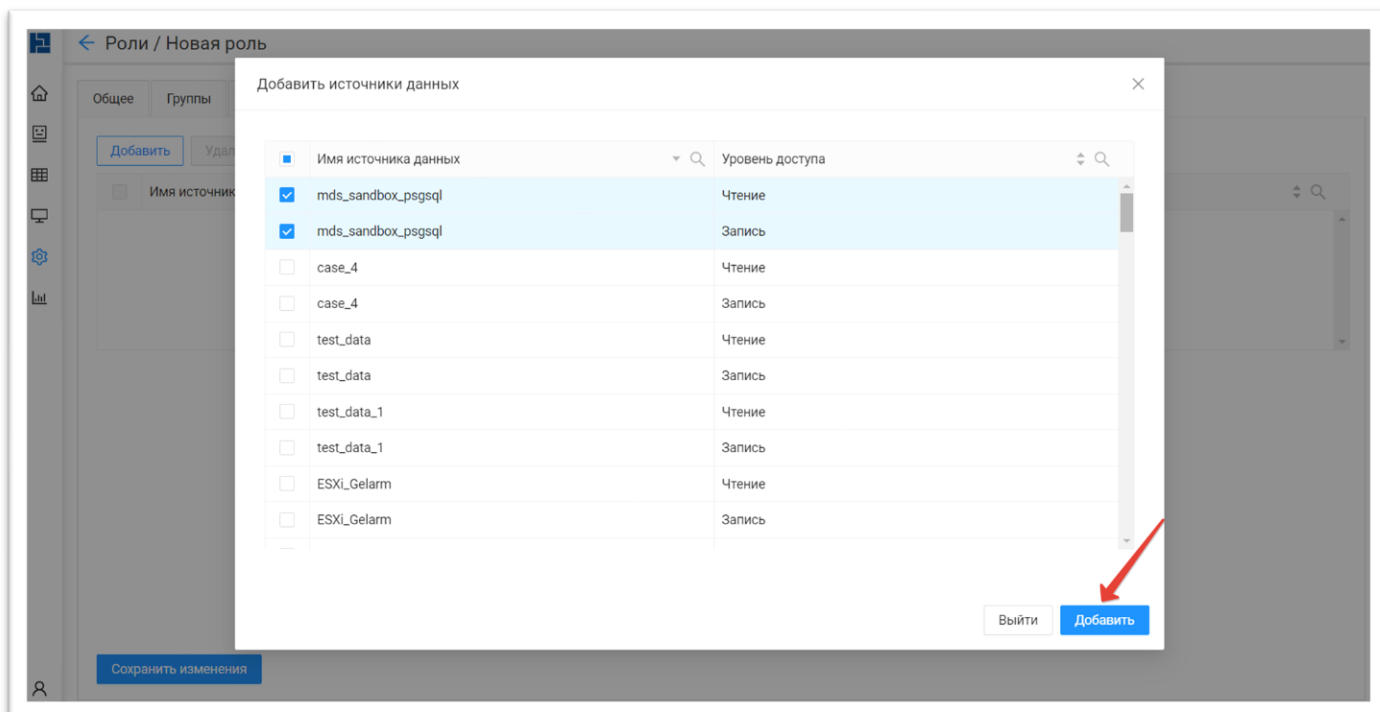 Роли / Новая роль
Добавить источники данных
Общее Группы
Добавить Удал
Имя источника данных Уровень доступа
Имя источник
mds_sandbox_psgsql Чтение
mds_sandbox_psgsql Запись
case_4 Чтение
case_4 Запись
test_data Чтение
test_data Запись
test_data_1 Чтение
test_data_1 Запись
ESXi_Gelarm Чтение
ESXi_Gelarm Запись
Выйти Добавить
Сохранить изменения